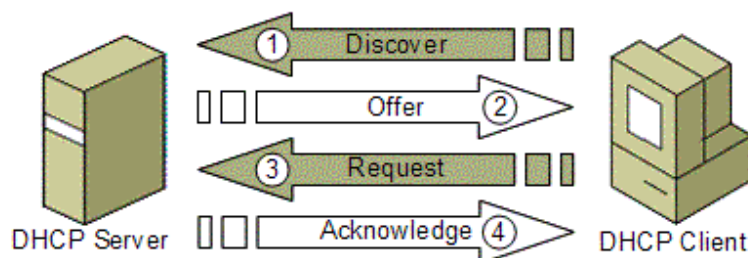 1 Discover
Offer 2
3 Request
Acknowledge 4
DHCP Server
DHCP Client